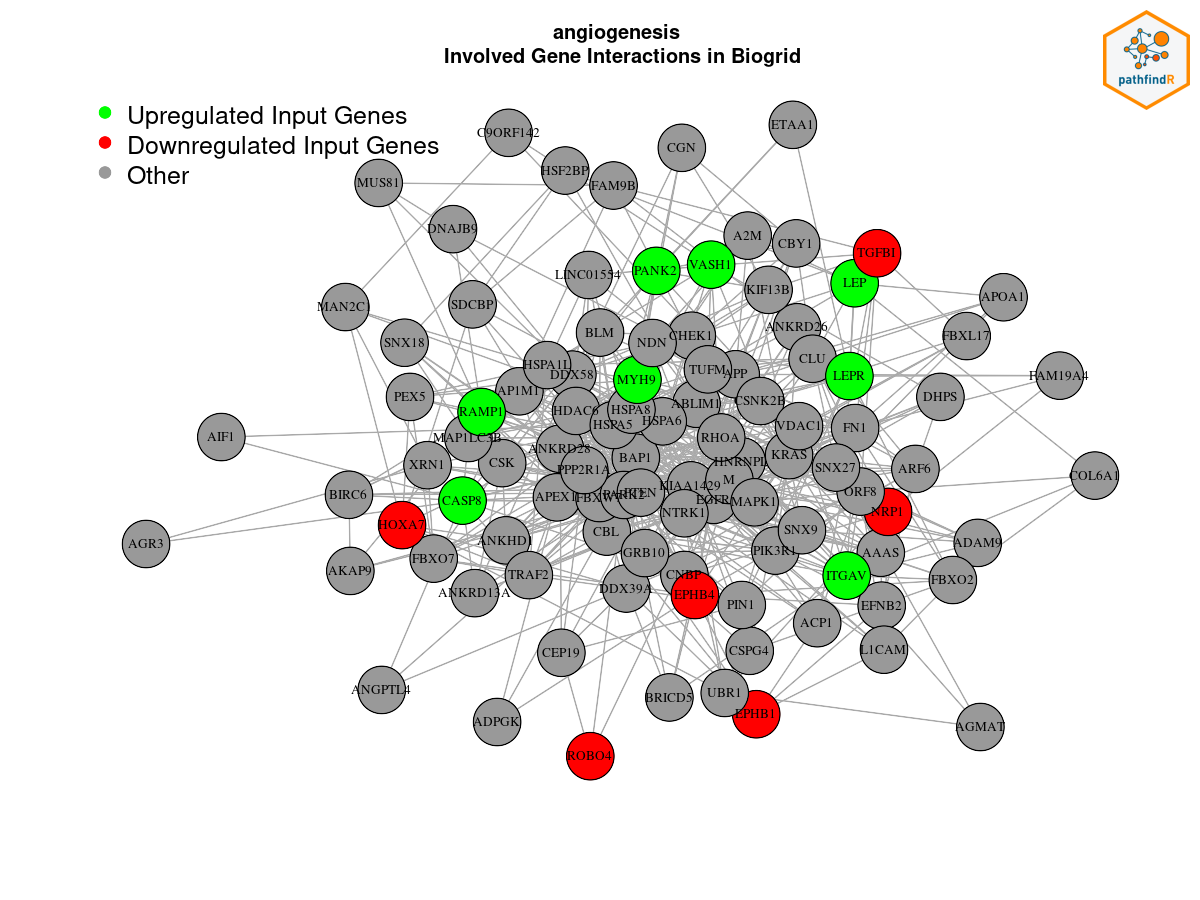 angiogenesis
Involved Gene Interactions in Biogrid
pathfindR
Upregulated Input Genes
Downregulated Input Genes
Other
ETAA1
C9ORF142
CGN
HSF2BP
MUS81
FAM9B
DNAJB9
A2M
CBY1
TGFBI
VASH1
PANK2
LINC01554
LEP
KIF13B
APOA1
MAN2C1
SDCBP
ANKRD26
BLM
CHEK1
FBXL17
SNX18
NDN
CLU
HSPA1L
TUFM
APP
DDX58
LEPR
FAM19A4
MYH9
AP1M1
PEX5
DHPS
CSNK2B
ABLIM1
HDAC6
HSPA8
RAMP1
HSPA6
HSPA5
VDAC1
FN1
AIF1
MAP1LC3B
RHOA
ANKRD28
KRAS
BAP1
HNRNPL
XRN1
CSK
PPP2R1A
SNX27
ARF6
COL6A1
M
KIAA1429
BIRC6
ORF8
PTEN
PARK2
APEX1
FBXW7
CASP8
EGFR
MAPK1
NTRK1
NRP1
HOXA7
SNX9
CBL
ANKHD1
AGR3
ADAM9
PIK3R1
GRB10
AAAS
FBXO7
AKAP9
TRAF2
CNBP
ITGAV
FBXO2
DDX39A
ANKRD13A
EPHB4
PIN1
EFNB2
ACP1
CEP19
CSPG4
L1CAM
ANGPTL4
UBR1
BRICD5
EPHB1
ADPGK
AGMAT
ROBO4